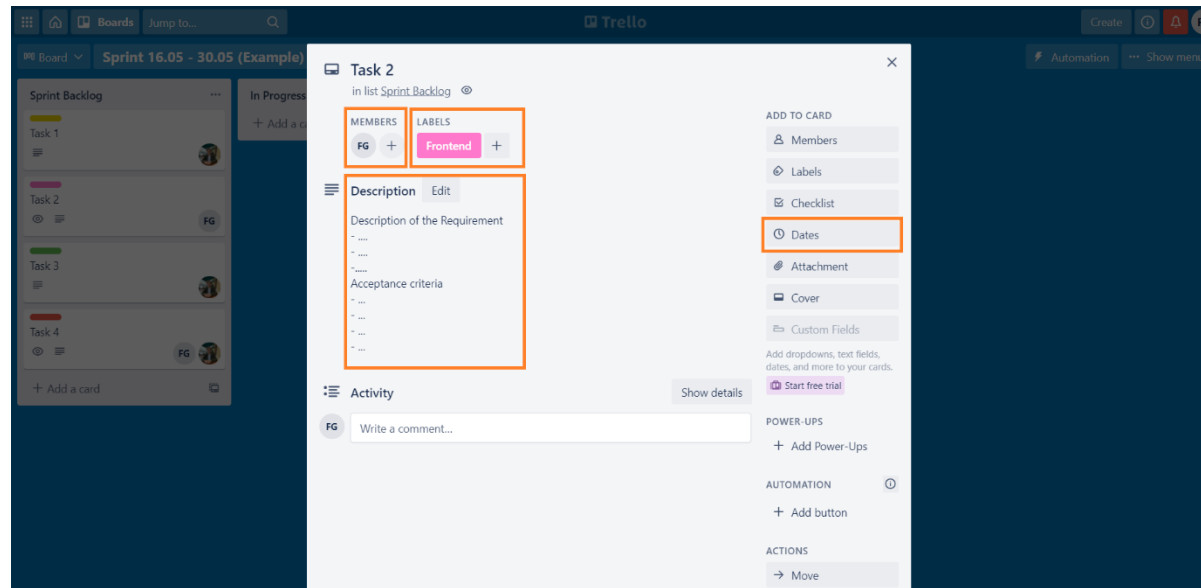 Boards Jump to...
Trello
Create
Board Sprint 16.05 - 30.05 (Example)
Automation ··· Show menu
Sprint Backlog ···
Task 1
Task 2
FG
Task 3
Task 4
FG
+ Add a card
In Progress
+ Add a
Task 2
in list Sprint Backlog
MEMBERS
FG +
LABELS
Frontend +
Description Edit
Description of the Requirement
- ....
- ....
-.....
Acceptance criteria
- ...
- ...
- ...
- ...
Activity Show details
FG Write a comment...
ADD TO CARD
Members
Labels
Checklist
Dates
Attachment
Cover
Custom Fields
Add dropdowns, text fields,
dates, and more to your cards.
Start free trial
POWER-UPS
+ Add Power-Ups
AUTOMATION
+ Add button
ACTIONS
→ Move